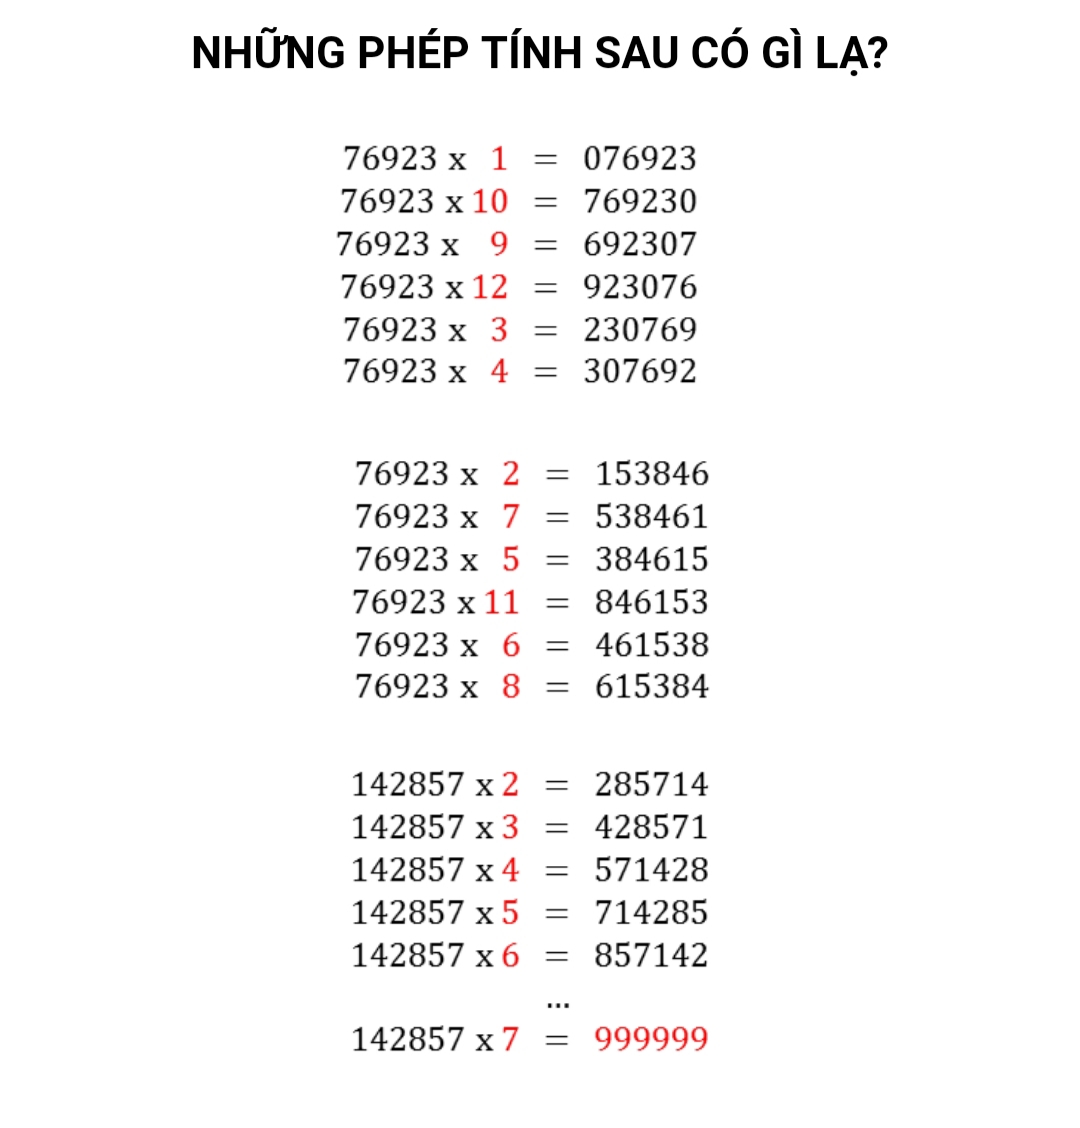 NHỮNG PHÉP TÍNH SAU CÓ GÌ LẠ?
76923 x 1 = 076923
76923 x 10 = 769230
76923 x 9 = 692307
76923 x 12 = 923076
76923 x 3 = 230769
76923 x 4 = 307692
76923 x 2 = 153846
76923 x 7 = 538461
76923 x 5 = 384615
76923 x 11 = 846153
76923 x 6 = 461538
76923 x 8 = 615384
142857 x 2 = 285714
142857 x 3 = 428571
142857 x 4 = 571428
142857 x 5 = 714285
142857 x 6 = 857142
...
142857 x 7 = 999999